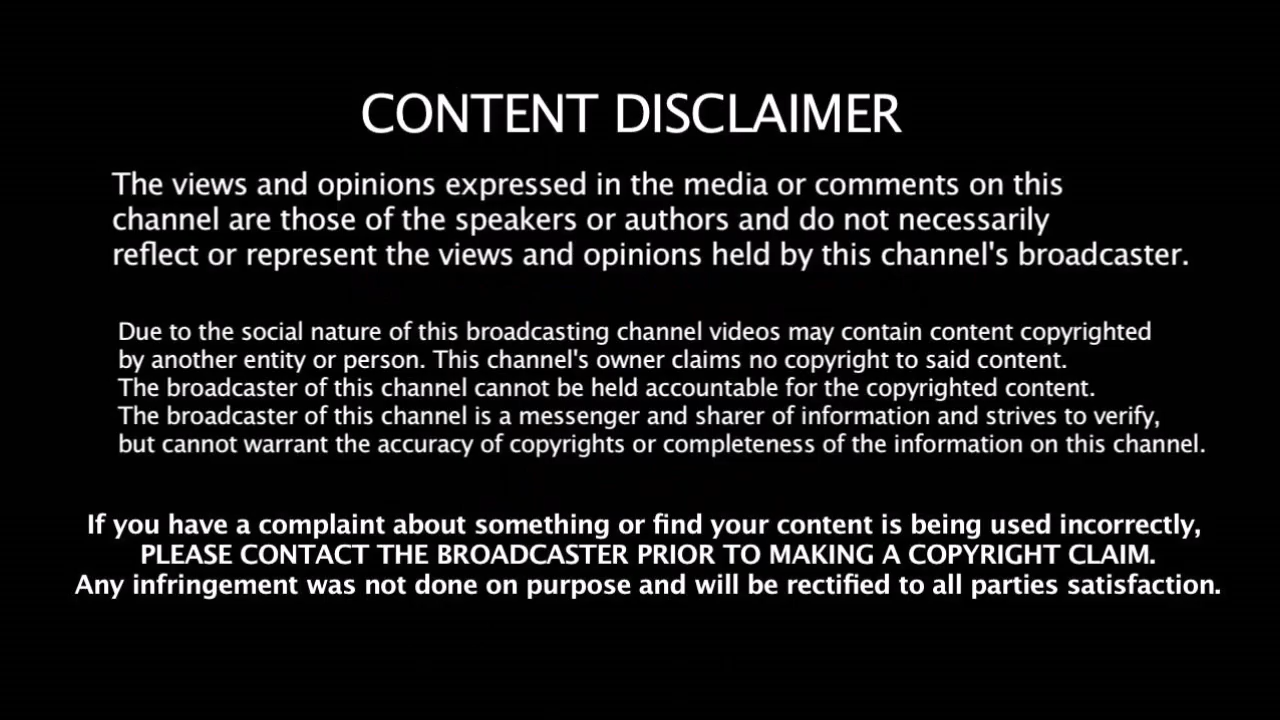 CONTENT DISCLAIMER
The views and opinions expressed in the media or comments on this
channel are those of the speakers or authors and do not necessarily
reflect or represent the views and opinions held by this channel's broadcaster.
Due to the social nature of this broadcasting channel videos may contain content copyrighted
by another entity or person. This channel's owner claims no copyright to said content.
The broadcaster of this channel cannot be held accountable for the copyrighted content.
The broadcaster of this channel is a messenger and sharer of information and strives to verify,
but cannot warrant the accuracy of copyrights or completeness of the information on this channel.
If you have a complaint about something or find your content is being used incorrectly,
PLEASE CONTACT THE BROADCASTER PRIOR TO MAKING A COPYRIGHT CLAIM.
Any infringement was not done on purpose and will be rectified to all parties satisfaction.